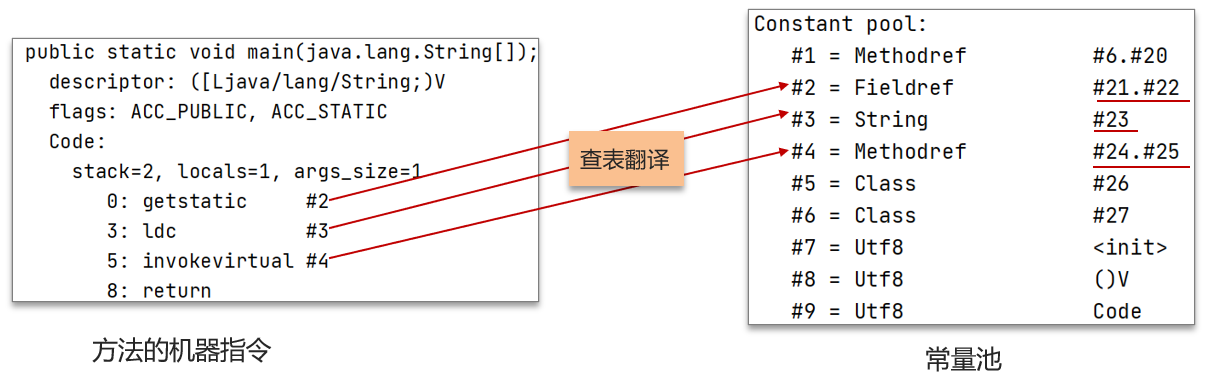 public static void main(java.lang.String[]);
descriptor: ([Ljava/lang/String;)V
flags: ACC_PUBLIC, ACC_STATIC
Code:
stack=2, locals=1, args_size=1
0: getstatic #2
3: ldc #3
5: invokevirtual #4
8: return
方法的机器指令
查表翻译
Constant pool:
#1 = Methodref #6.#20
#2 = Fieldref #21.#22
#3 = String #23
#4 = Methodref #24.#25
#5 = Class #26
#6 = Class #27
#7 = Utf8 <init>
#8 = Utf8 ()V
#9 = Utf8 Code
常量池